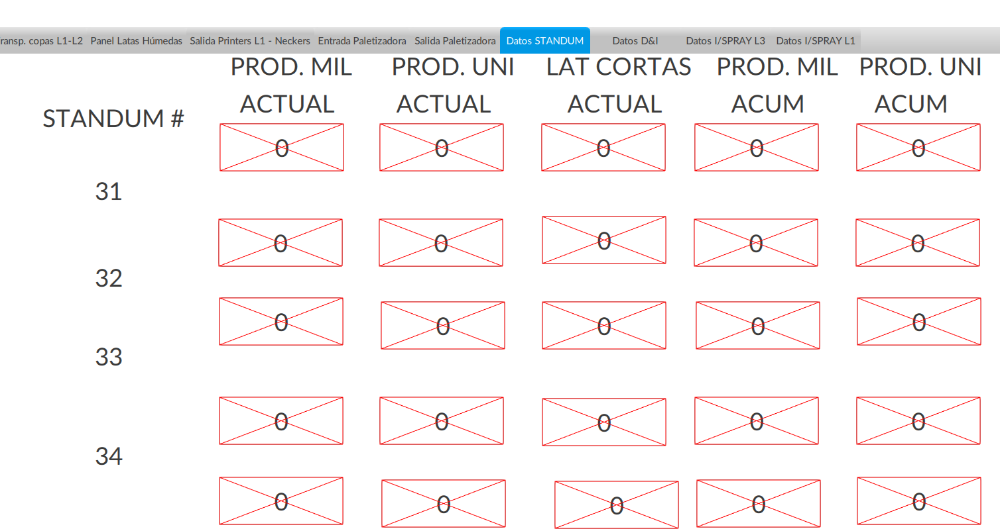 ransp. copas L1-L2 Panel Latas Húmedas Salida Printers L1 - Neckers Entrada Paletizadora Salida Paletizadora Datos STANDUM Datos D&I Datos I/SPRAY L3 Datos I/SPRAY L1
PROD. MIL PROD. UNI LAT CORTAS PROD. MIL PROD. UNI
ACTUAL ACTUAL ACTUAL ACUM ACUM
STANDUM #
0 0 0 0 0
31
0 0 0 0 0
32
0 0 0 0 0
33
0 0 0 0 0
34
0 0 0 0 0